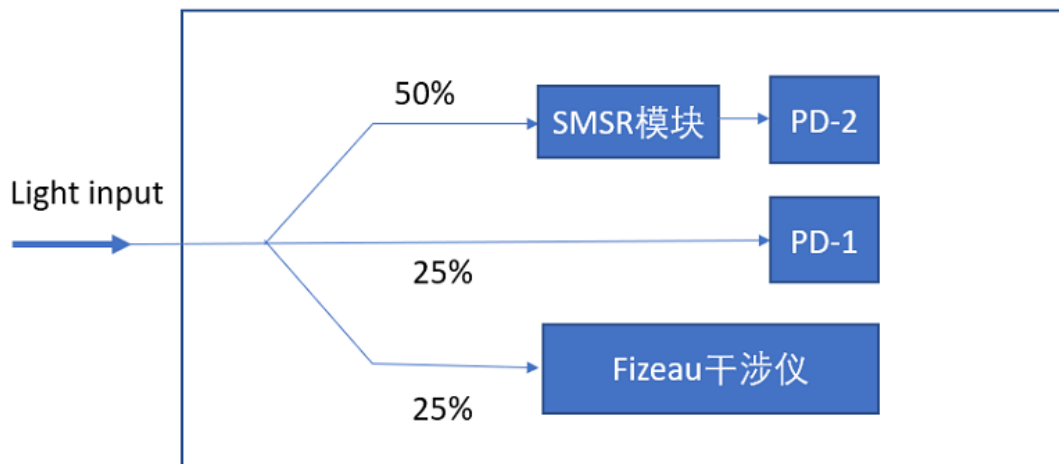 50%
SMSR模块
PD-2
Light input
PD-1
25%
Fizeau干涉仪
25%